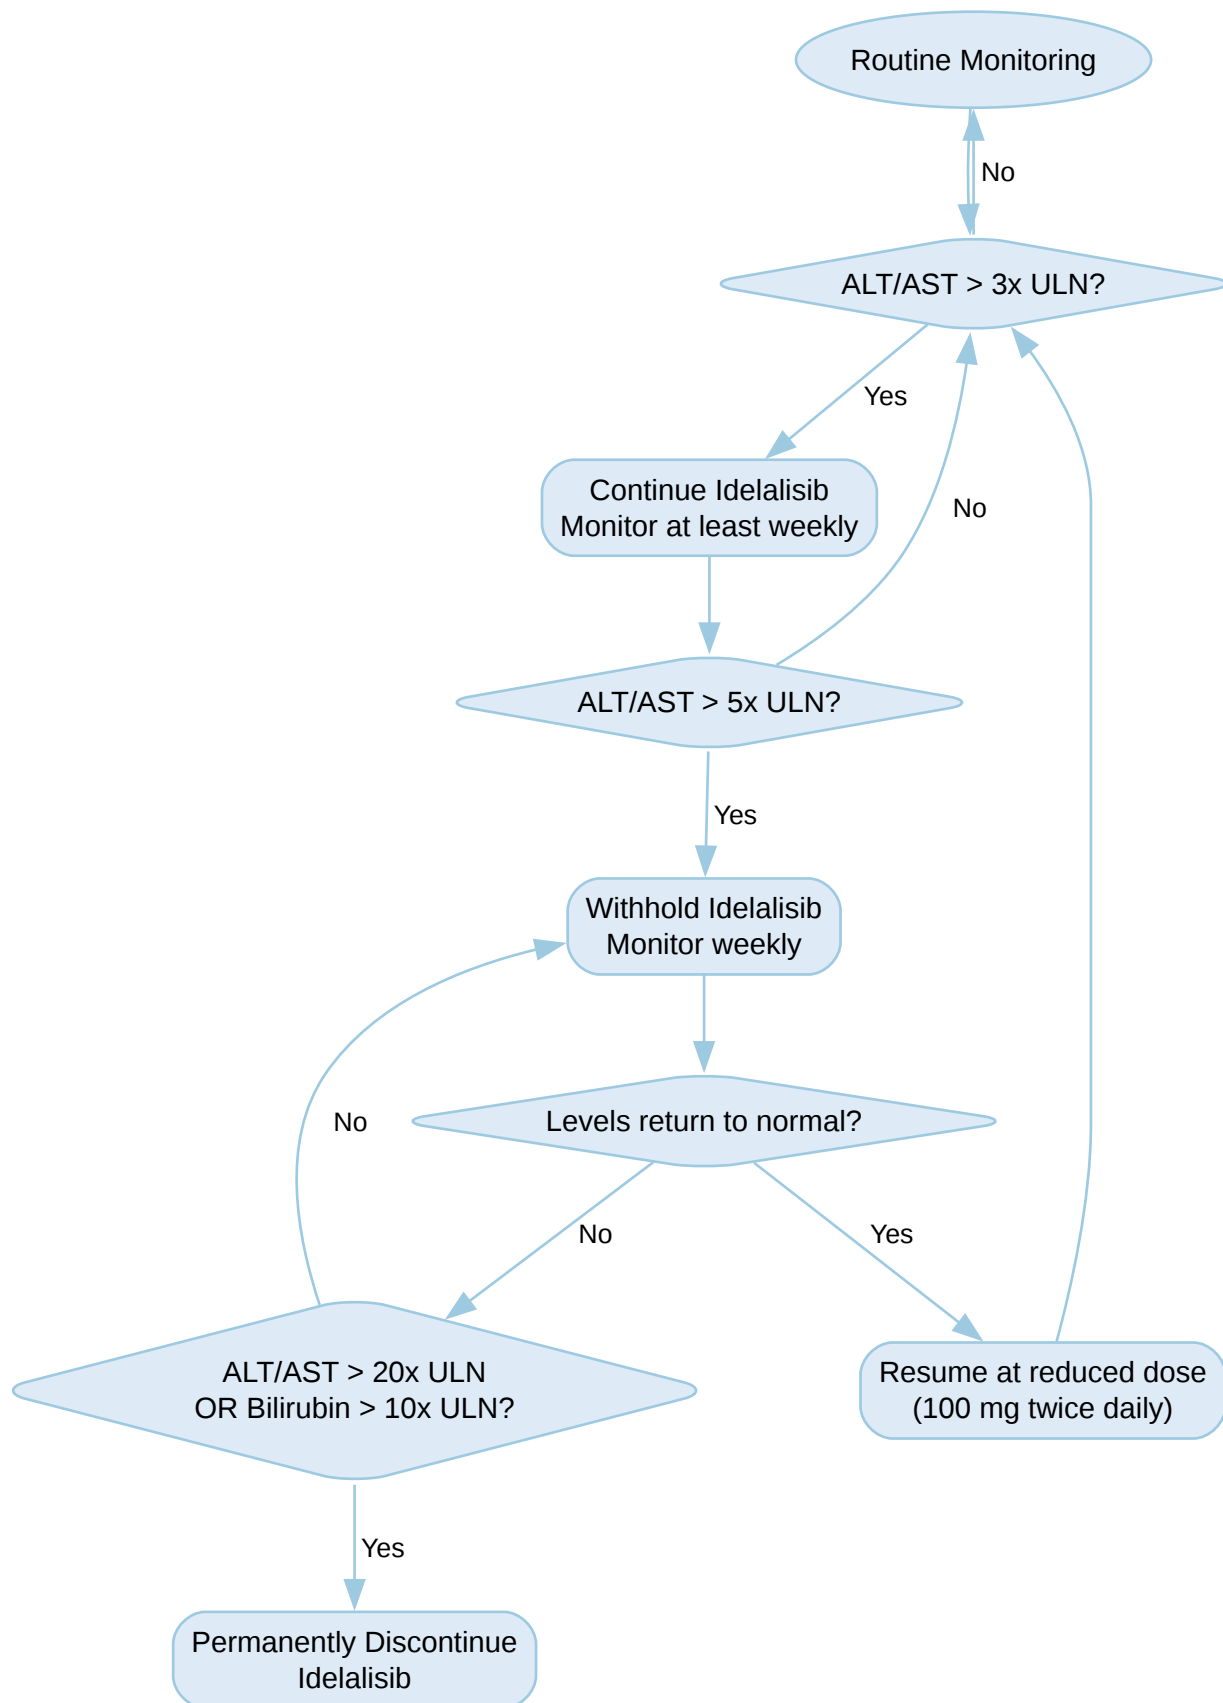 Routine Monitoring
No
ALT/AST > 3x ULN?
Yes
Continue Idelalisib
Monitor at least weekly
No
ALT/AST > 5x ULN?
Yes
Withhold Idelalisib
Monitor weekly
Levels return to normal?
No
No
Yes
ALT/AST > 20x ULN
OR Bilirubin > 10x ULN?
Resume at reduced dose
(100 mg twice daily)
Yes
Permanently Discontinue
Idelalisib